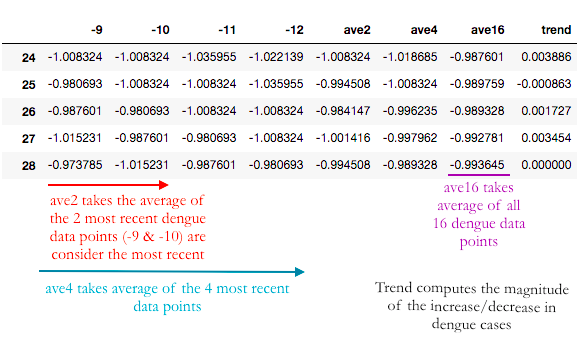 -9 -10 -11 -12 ave2 ave4 ave16 trend
24 -1.008324 -1.008324 -1.035955 -1.022139 -1.008324 -1.018685 -0.987601 0.003886
25 -0.980693 -1.008324 -1.008324 -1.035955 -0.994508 -1.008324 -0.989759 -0.000863
26 -0.987601 -0.980693 -1.008324 -1.008324 -0.984147 -0.996235 -0.989328 0.001727
27 -1.015231 -0.987601 -0.980693 -1.008324 -1.001416 -0.997962 -0.992781 0.003454
28 -0.973785 -1.015231 -0.987601 -0.980693 -0.994508 -0.989328 -0.993645 0.000000
ave2 takes the average of
the 2 most recent dengue
data points (-9 & -10) are
consider the most recent
ave16 takes
average of all
16 dengue data
points
ave4 takes average of the 4 most recent
data points
Trend computes the magnitude
of the increase/decrease in
dengue cases